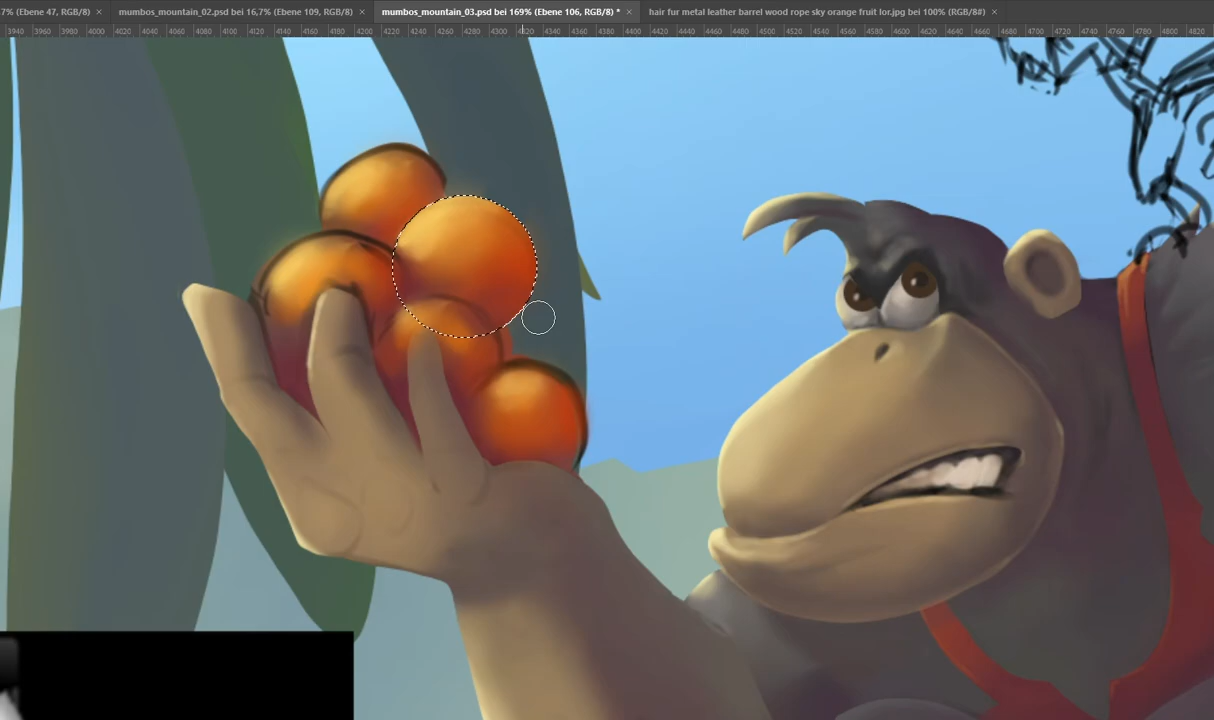 7% (Ebene 47, RGB/8) × mumbos_mountain_02.psd bei 16,7% (Ebene 109, RGB/8) × mumbos_mountain_03.psd bei 169% (Ebene 106, RGB/8) * × hair fur metal leather barrel wood rope sky orange fruit lor.jpg bei 100% (RGB/8#) ×
3940 3960 3980 4000 4020 4040 4060 4080 4100 4120 4140 4160 4180 4200 4220 4240 4260 4280 4300 4320 4340 4360 4380 4400 4420 4440 4460 4480 4500 4520 4540 4560 4580 4600 4620 4640 4660 4680 4700 4720 4740 4760 4780 4800 4820